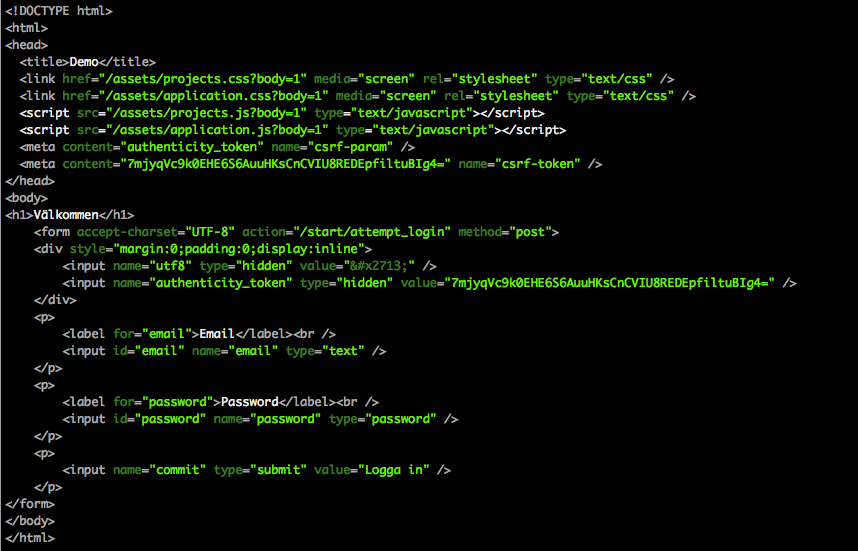 <!DOCTYPE html>
<html>
<head>
  <title>Demo</title>
  <link href="/assets/projects.css?body=1" media="screen" rel="stylesheet" type="text/css" />
  <link href="/assets/application.css?body=1" media="screen" rel="stylesheet" type="text/css" />
  <script src="/assets/projects.js?body=1" type="text/javascript"></script>
  <script src="/assets/application.js?body=1" type="text/javascript"></script>
  <meta content="authenticity_token" name="csrf-param" />
  <meta content="7mjyqVc9k0EHE6S6AuuHKsCnCVIU8REDEpfiltuBIg4=" name="csrf-token" />
</head>
<body>
<h1>Välkommen</h1>
    <form accept-charset="UTF-8" action="/start/attempt_login" method="post">
    <div style="margin:0;padding:0;display:inline">
        <input name="utf8" type="hidden" value="&#x2713;" />
        <input name="authenticity_token" type="hidden" value="7mjyqVc9k0EHE6S6AuuHKsCnCVIU8REDEpfiltuBIg4=" />
    </div>
    <p>
        <label for="email">Email</label><br />
        <input id="email" name="email" type="text" />
    </p>
    <p>
        <label for="password">Password</label><br />
        <input id="password" name="password" type="password" />
    </p>
    <p>
        <input name="commit" type="submit" value="Logga in" />
    </p>
</form>
</body>
</html>